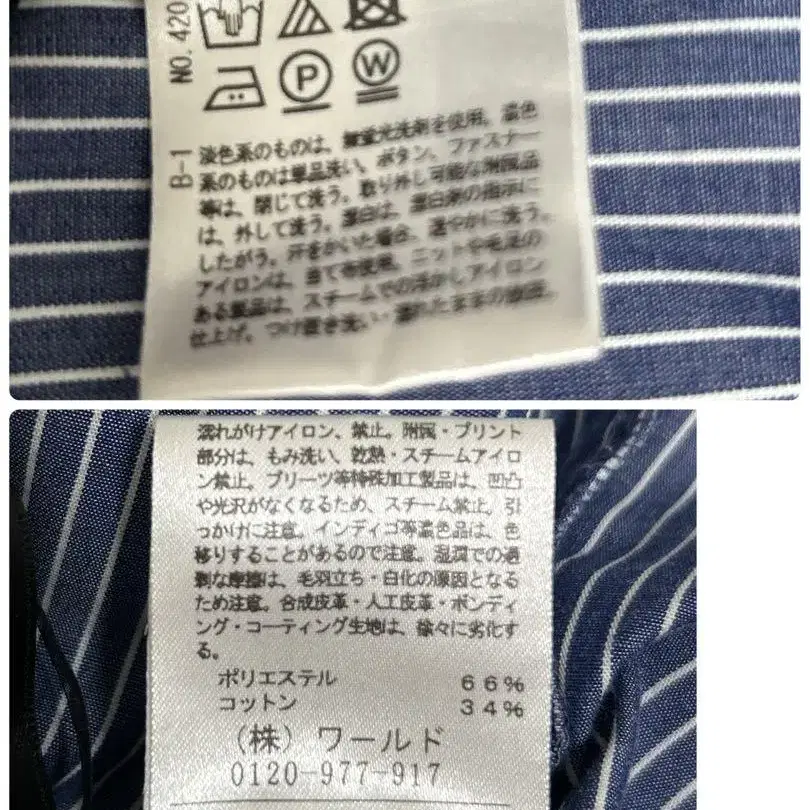 NO. 420
P
W
B-1
淡色系のものは、無蛍光洗剤を使用。濃色
系のものは単品洗い、ボタン、ファスナー
等は、閉じて洗う。取り外し可能な附属品
は、外して洗う。漂白は、漂白剤の指示に
したがう。汗をかいた場合、速やかに洗う。
アイロンは、当て布使用。ニットや毛混の
ある製品は、スチームでの浮かしアイロン
仕上げ。つけ置き洗い・濡れたままの放置、
濡れがけアイロン、禁止。附属・プリント
部分は、もみ洗い、乾熱・スチームアイロ
ン禁止。プリーツ等特殊加工製品は、凹凸
や光沢がなくなるため、スチーム禁止。引
っかけに注意。インディゴ等濃色品は、色
移りすることがあるので注意。湿潤での過
剰な摩擦は、毛羽立ち・白化の原因となる
ため注意。合成皮革・人工皮革・ボンディ
ング・コーティング生地は、徐々に劣化す
る。
ポリエステル 66%
コットン 34%
(株) ワールド
0120-977-917